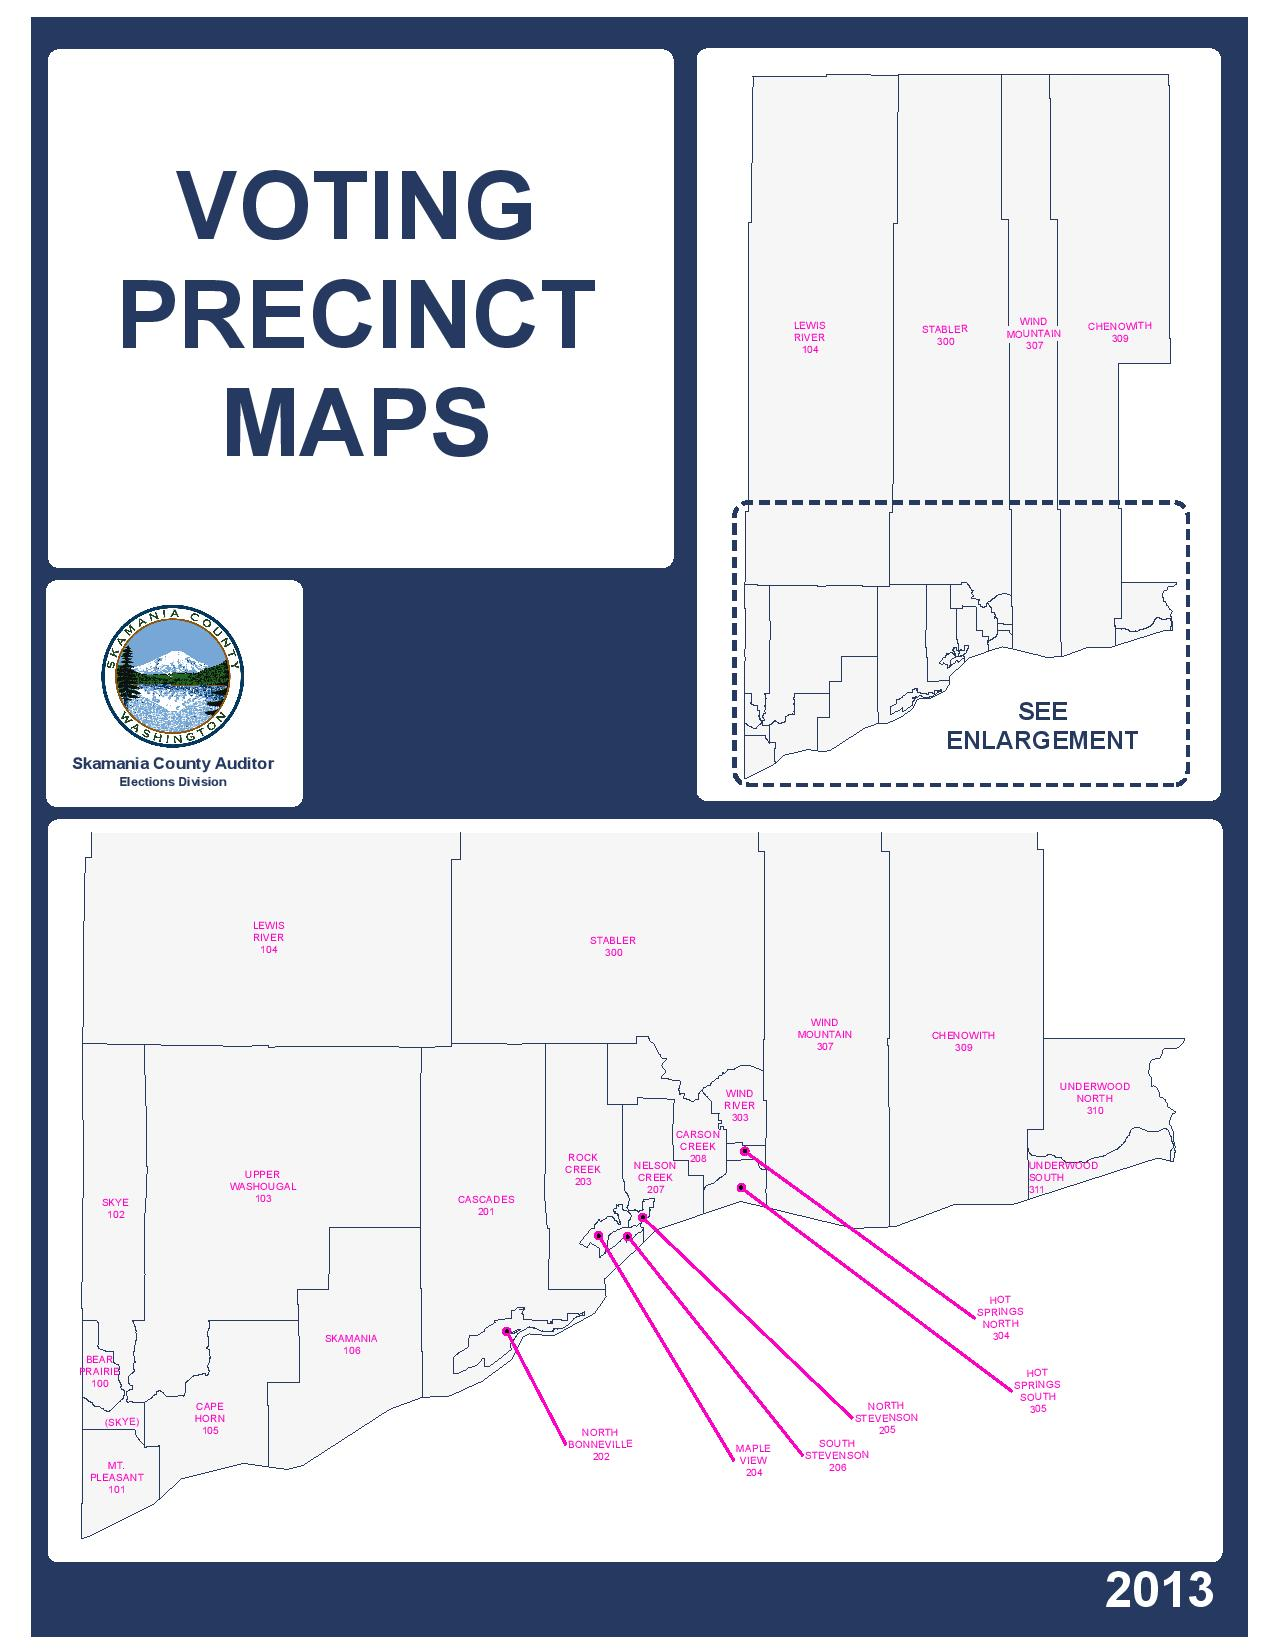 VOTING
PRECINCT
MAPS
LEWIS
RIVER
104
STABLER
300
WIND
MOUNTAIN
307
CHENOWITH
309
SEE
ENLARGEMENT
SKAMANIA COUNTY
WASHINGTON
Skamania County Auditor
Elections Division
LEWIS
RIVER
104
STABLER
300
WIND
MOUNTAIN
307
CHENOWITH
309
UNDERWOOD
NORTH
310
UNDERWOOD
SOUTH
311
WIND
RIVER
303
CARSON
CREEK
208
NELSON
CREEK
207
ROCK
CREEK
203
CASCADES
201
UPPER
WASHOUGAL
103
SKYE
102
SKAMANIA
106
BEAR
PRAIRIE
100
CAPE
HORN
105
(SKYE)
MT.
PLEASANT
101
NORTH
BONNEVILLE
202
MAPLE
VIEW
204
SOUTH
STEVENSON
206
NORTH
STEVENSON
205
HOT
SPRINGS
NORTH
304
HOT
SPRINGS
SOUTH
305
2013